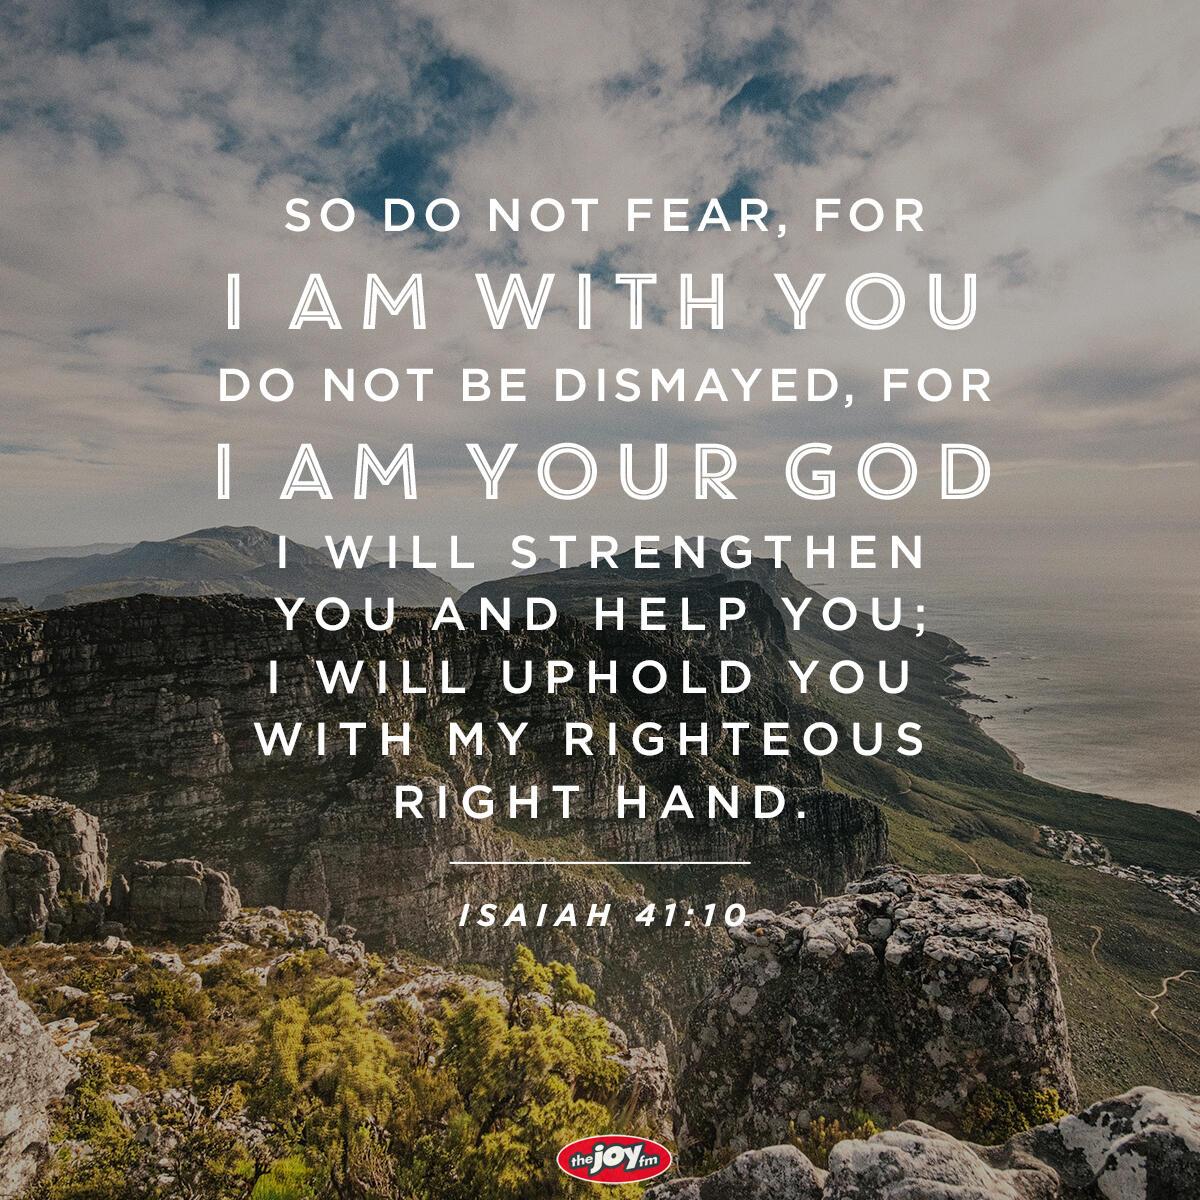 SO DO NOT FEAR, FOR
I AM WITH YOU
DO NOT BE DISMAYED, FOR
I AM YOUR GOD
I WILL STRENGTHEN
YOU AND HELP YOU;
I WILL UPHOLD YOU
WITH MY RIGHTEOUS
RIGHT HAND.
ISAIAH 41:10
the joy fm